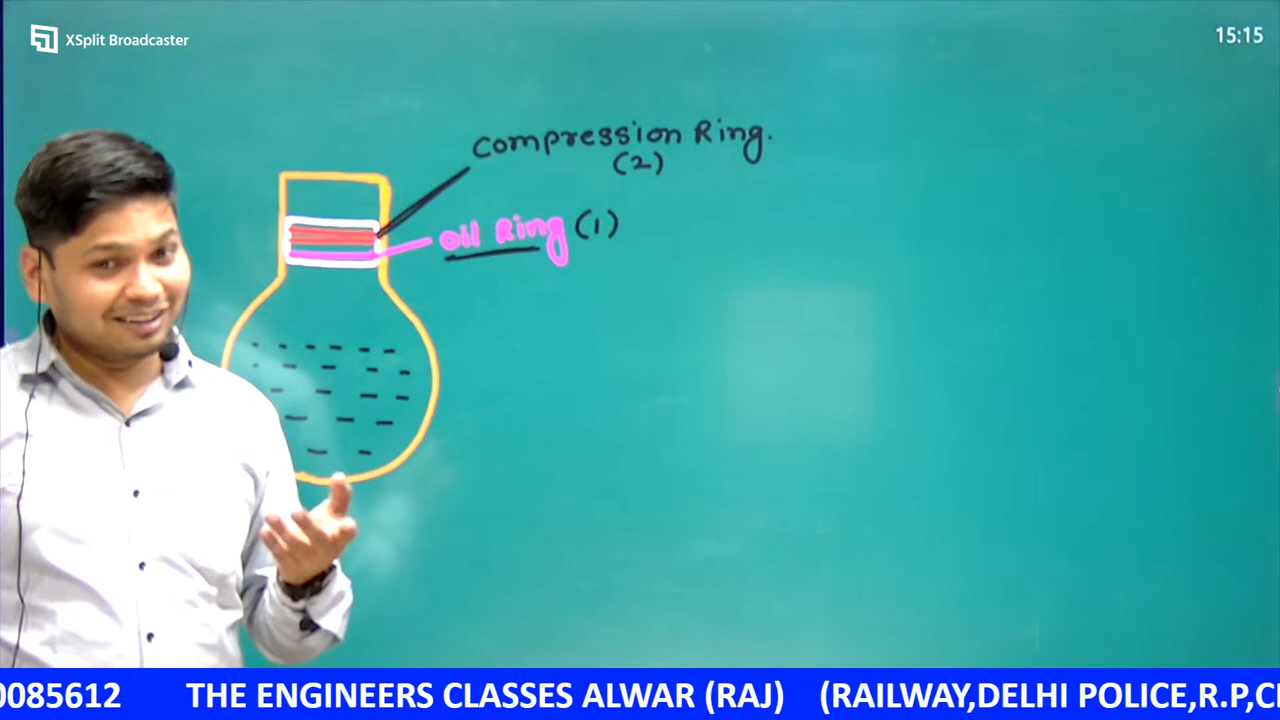 XSplit Broadcaster
15:15
Compression Ring.
(2)
Oil Ring (1)
0085612 THE ENGINEERS CLASSES ALWAR (RAJ) (RAILWAY,DELHI POLICE,R.P,